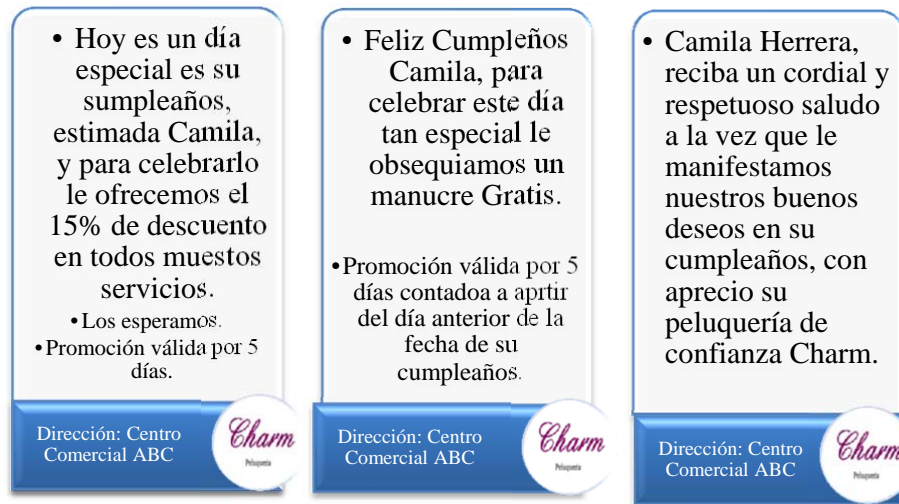 • Hoy es un día
especial es su
sumpleaños,
estimada Camila,
y para celebrarlo
le ofrecemos el
15% de descuento
en todos muestos
servicios.
• Los esperamos.
• Promoción válida por 5
días.
Dirección: Centro
Comercial ABC
Charm
Peluquería
• Feliz Cumpleños
Camila, para
celebrar este día
tan especial le
obsequiamos un
manucre Gratis.
• Promoción válida por 5
días contadoa a aprtir
del día anterior de la
fecha de su
cumpleaños.
Dirección: Centro
Comercial ABC
Charm
Peluquería
• Camila Herrera,
reciba un cordial y
respetuoso saludo
a la vez que le
manifestamos
nuestros buenos
deseos en su
cumpleaños, con
aprecio su
peluquería de
confianza Charm.
Dirección: Centro
Comercial ABC
Charm
Peluquería